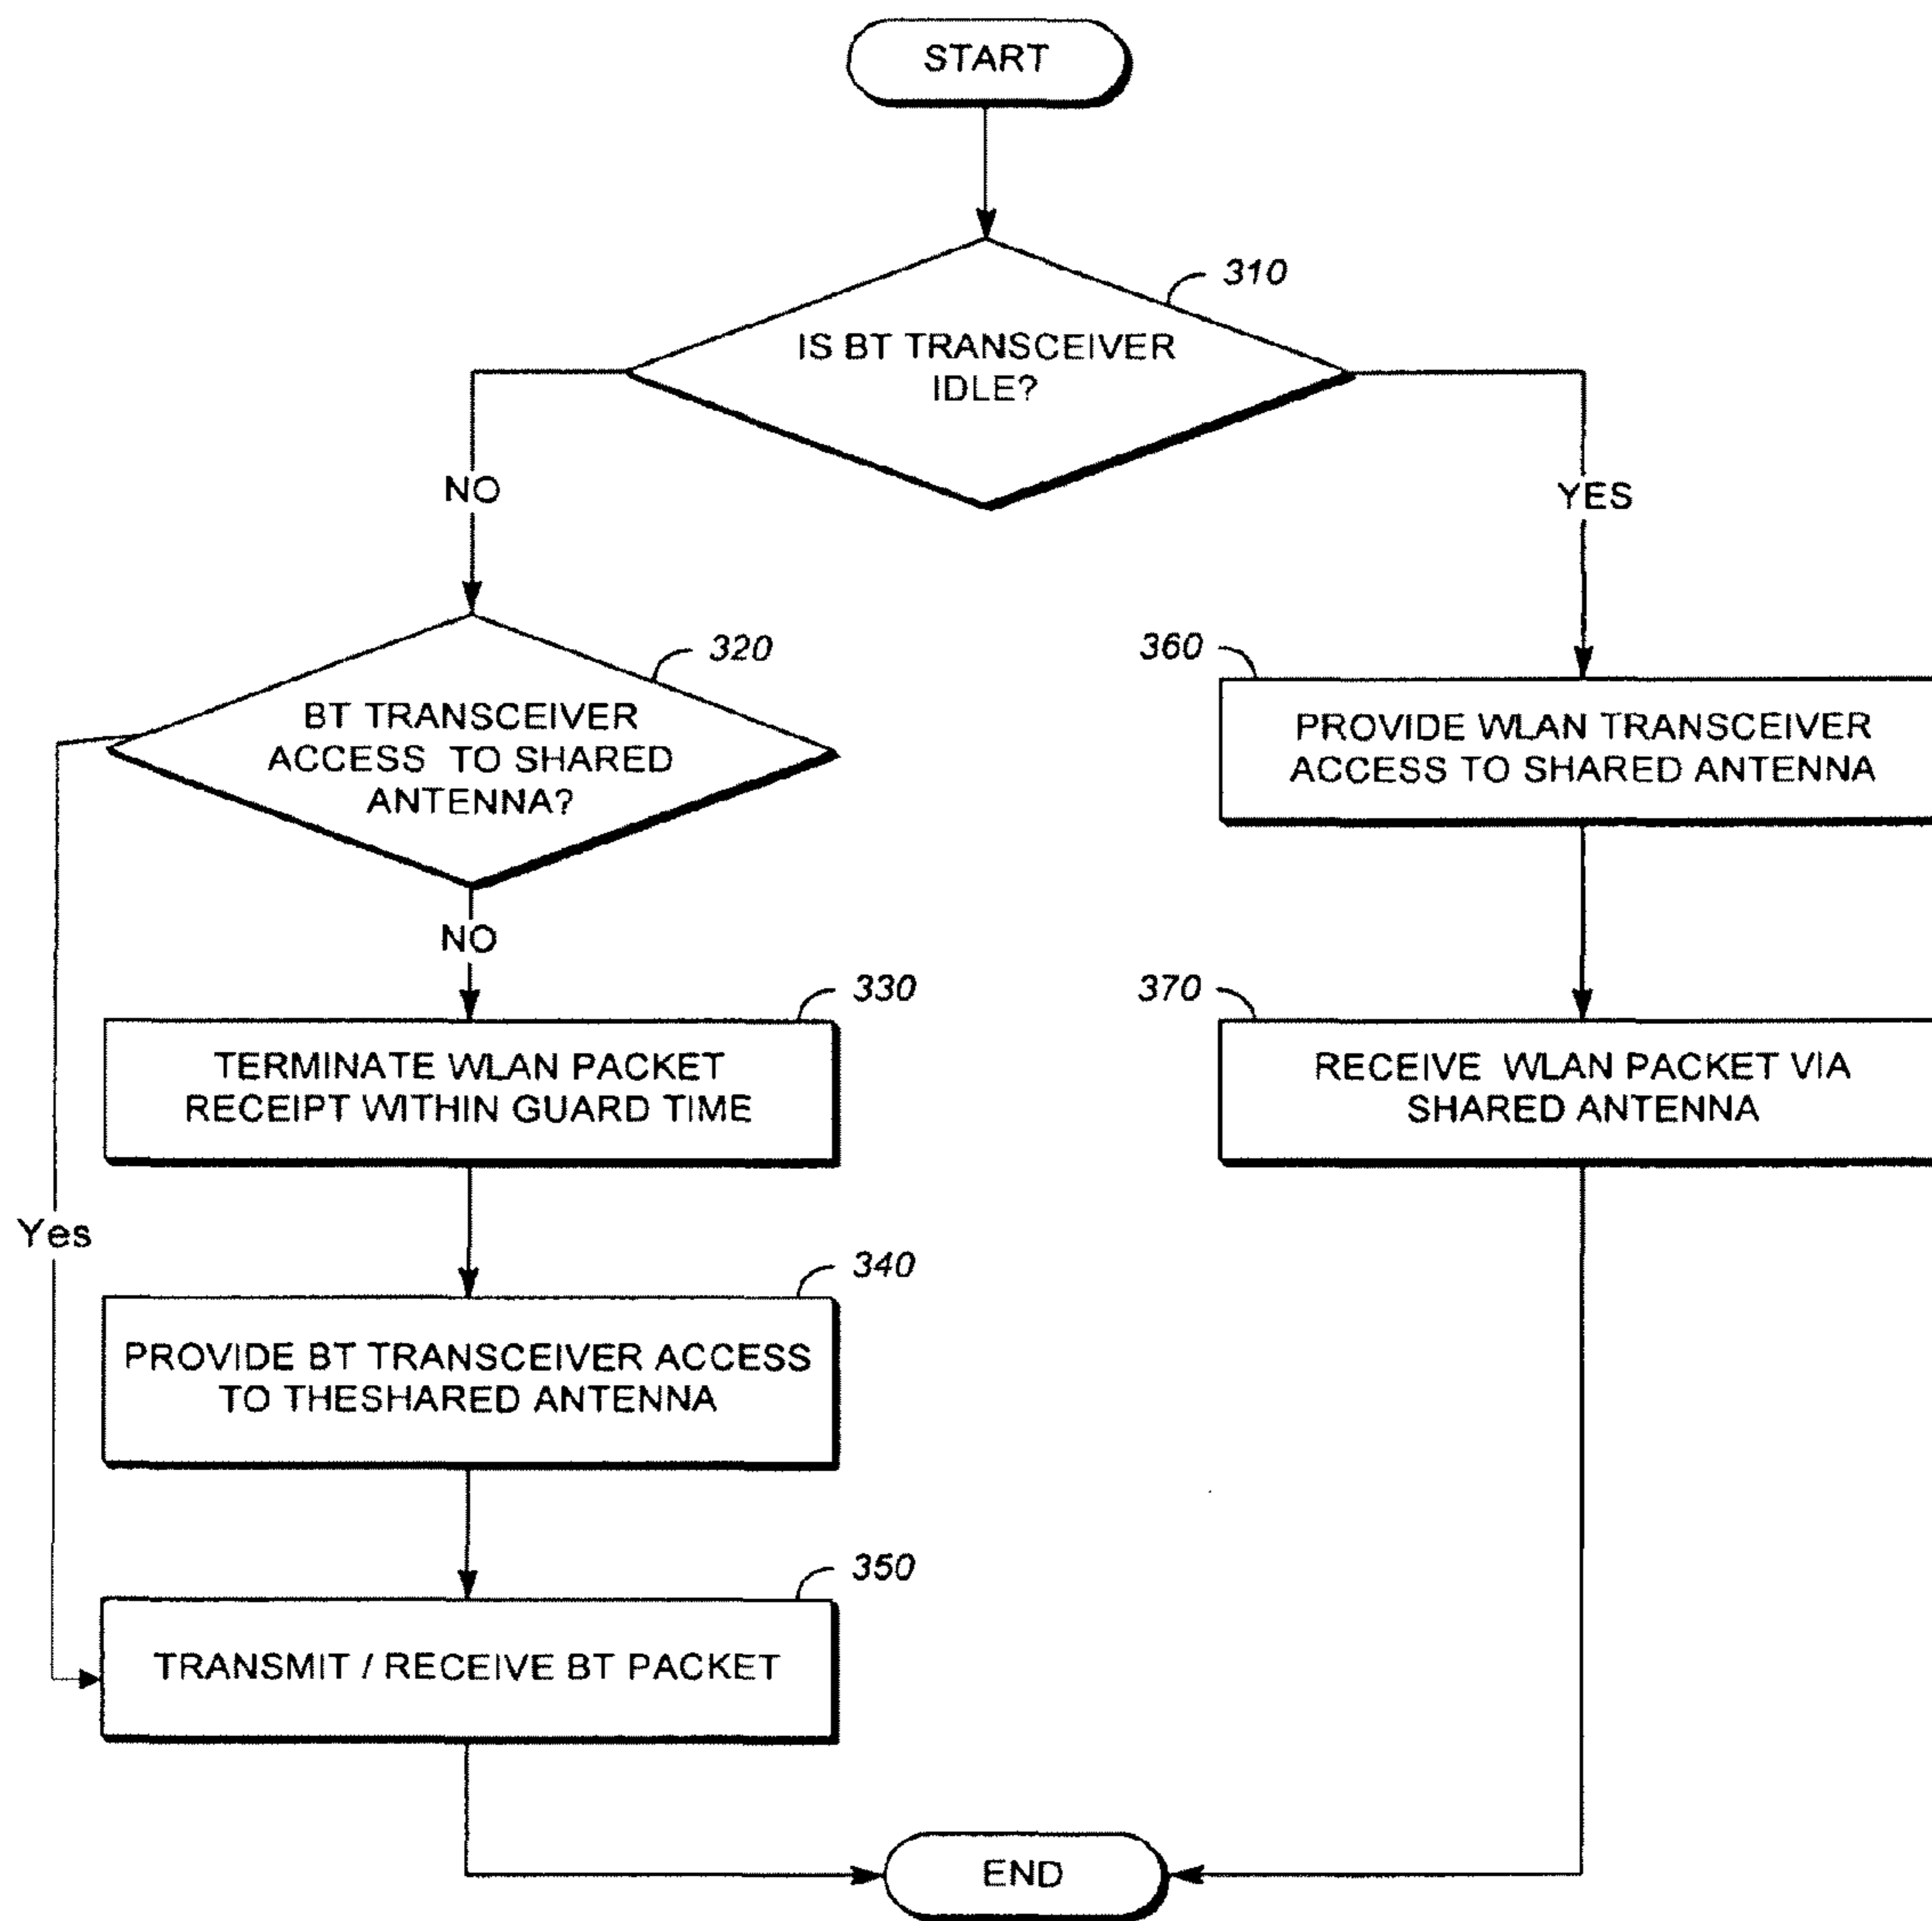 START
310
IS BT TRANSCEIVER
IDLE?
NO
YES
320
BT TRANSCEIVER
ACCESS TO SHARED
ANTENNA?
360
PROVIDE WLAN TRANSCEIVER
ACCESS TO SHARED ANTENNA
NO
330
TERMINATE WLAN PACKET
RECEIPT WITHIN GUARD TIME
370
RECEIVE WLAN PACKET VIA
SHARED ANTENNA
Yes
340
PROVIDE BT TRANSCEIVER ACCESS
TO THESHARED ANTENNA
350
TRANSMIT / RECEIVE BT PACKET
END